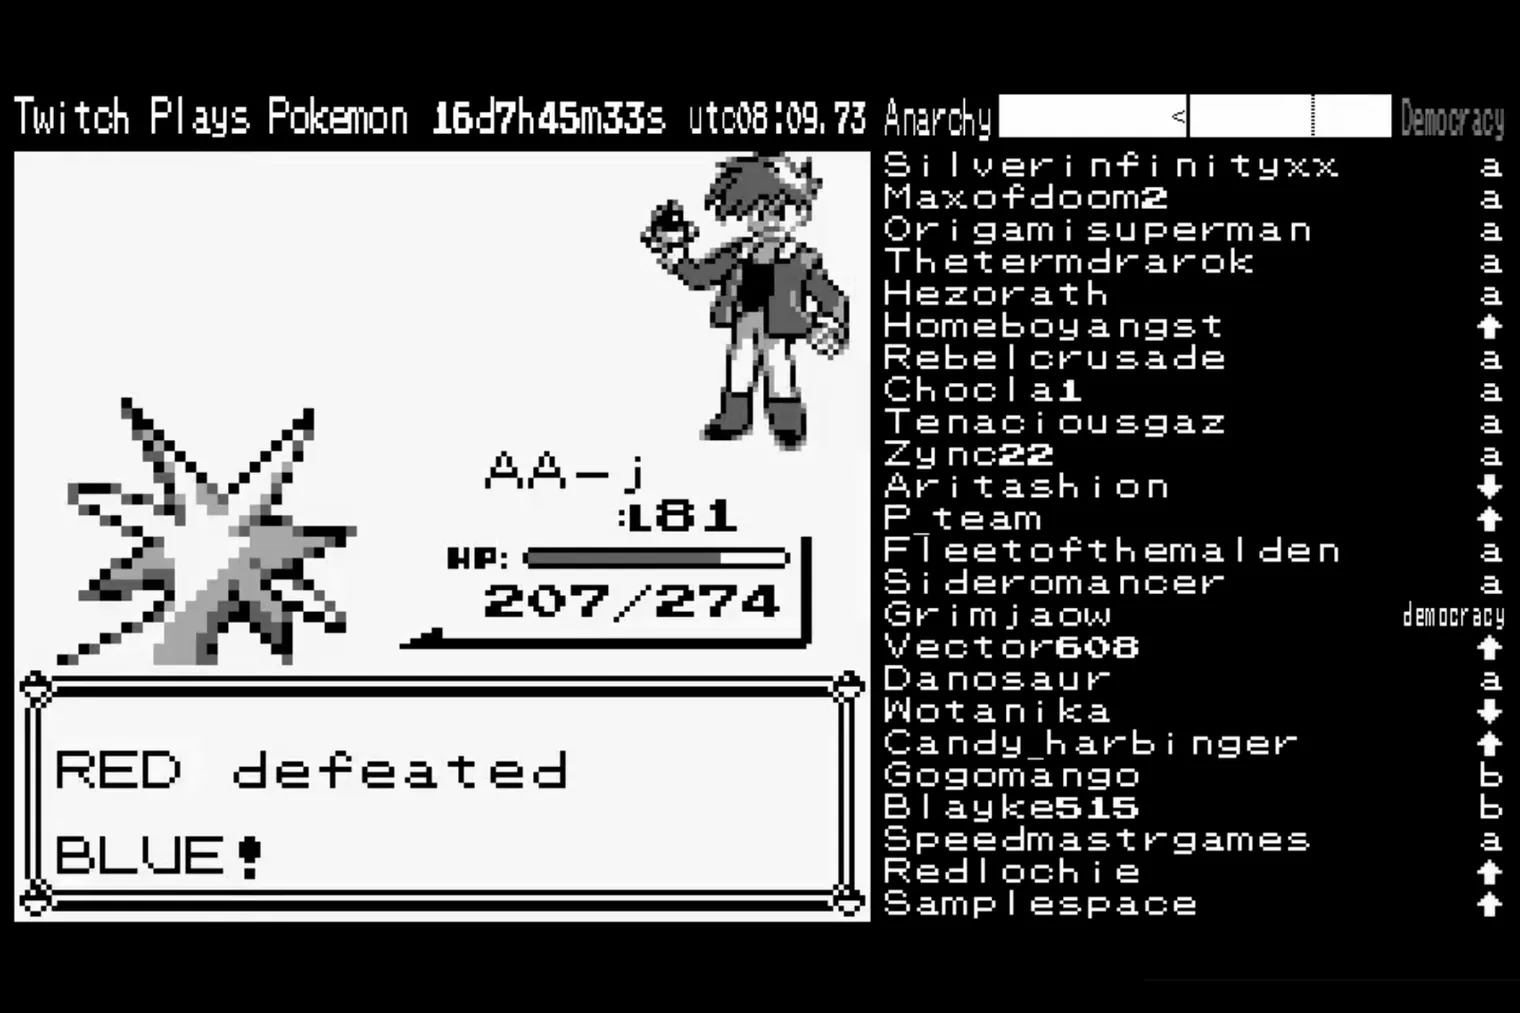 Twitch Plays Pokemon 16d7h45m33s utc08:09.73 Anarchy < Democracy
Silverinfinityxx a
Maxofdoom2 a
Origamisuperman a
Thetermdrarok a
Hezorath a
Homeboyangst ⬆
Rebelcrusade a
Chocla1 a
Tenaciousgaz a
Zync22 a
Aritashion ⬇
P_team ⬆
Fleetofthemalden a
Sideromancer a
Grimjaow democracy
Vector608 ⬆
Danosaur a
Wotanika ⬇
Candy_harbinger ⬆
Gogomango b
Blayke515 b
Speedmastrgames a
Redlochie ⬆
Samplespace ⬆
AA-j
:L81
HP:
207/274
RED defeated
BLUE!